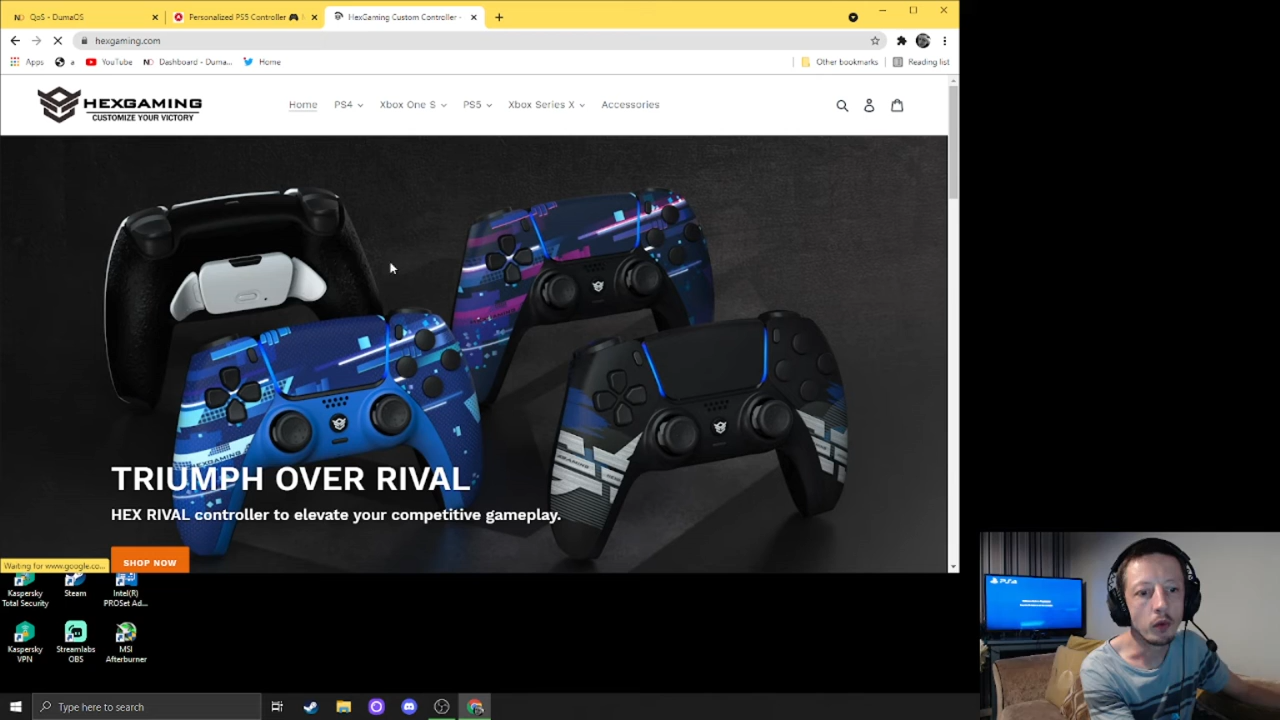 QoS - DumaOS
Personalized PS5 Controller
HexGaming Custom Controller -
hexgaming.com
Apps
a
YouTube
Dashboard - Duma...
Home
Other bookmarks
Reading list
HEXGAMING
CUSTOMIZE YOUR VICTORY
Home
PS4
Xbox One S
PS5
Xbox Series X
Accessories
TRIUMPH OVER RIVAL
HEX RIVAL controller to elevate your competitive gameplay.
SHOP NOW
Waiting for www.google.co...
Kaspersky
Total Security
Steam
Intel(R)
PROSet Ad...
Kaspersky
VPN
Streamlabs
OBS
MSI
Afterburner
PS4
Type here to search